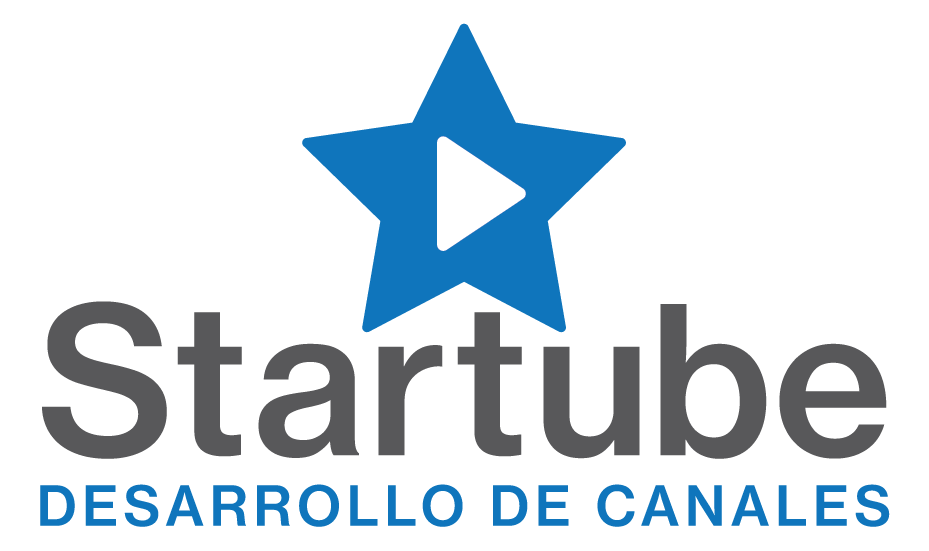 Startube
DESARROLLO DE CANALES